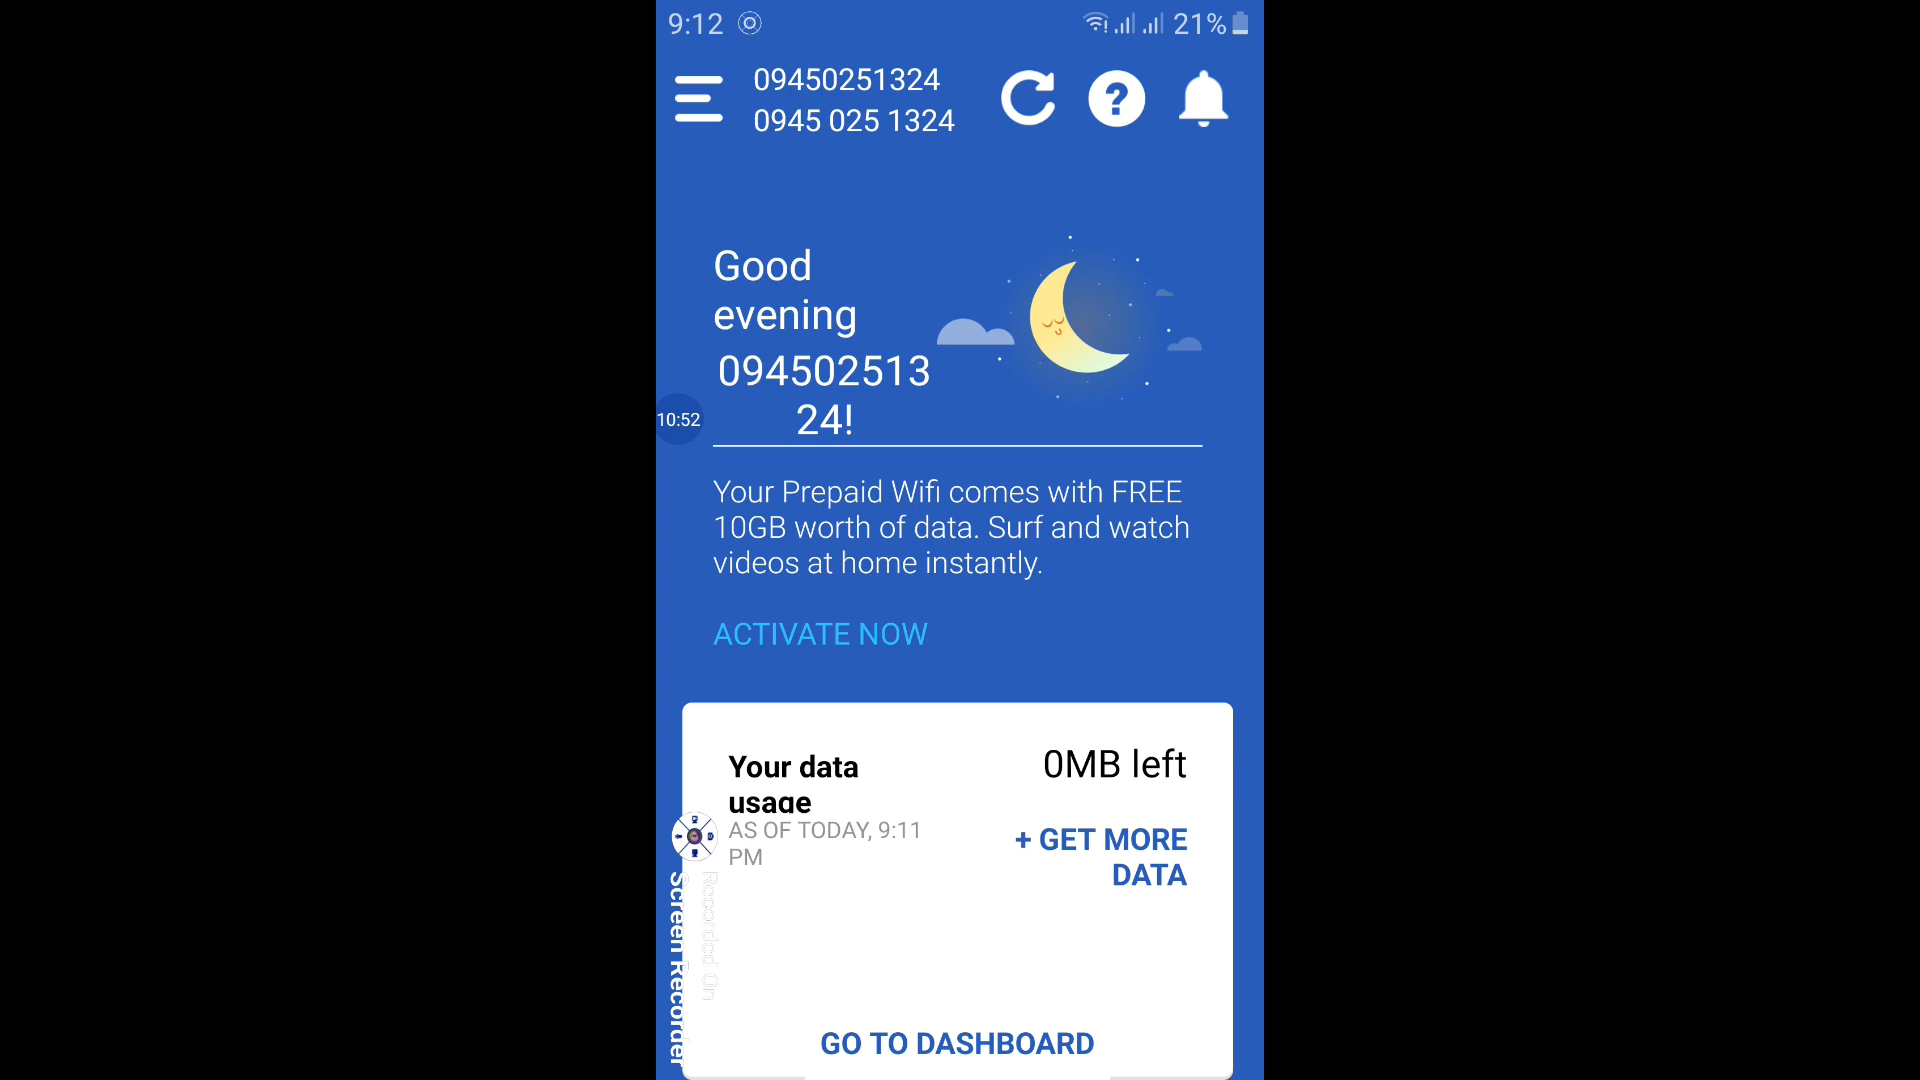 9:12
21%
09450251324
0945 025 1324
?
Good
evening
094502513
24!
10:52
Your Prepaid Wifi comes with FREE
10GB worth of data. Surf and watch
videos at home instantly.
ACTIVATE NOW
Your data
usage
0MB left
AS OF TODAY, 9:11
PM
+ GET MORE
DATA
Recorded On
Screen Recorder
GO TO DASHBOARD